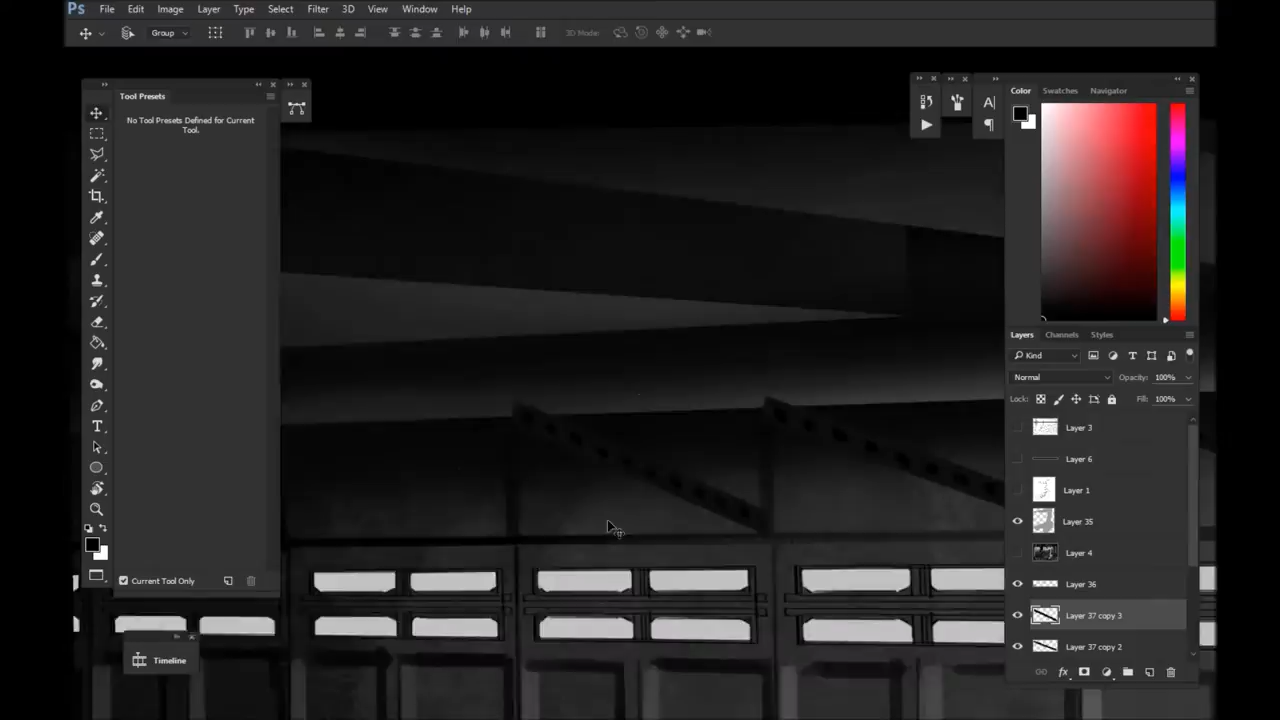 Ps File Edit Image Layer Type Select Filter 3D View Window Help
Group 3D Mode:
Tool Presets
No Tool Presets Defined for Current
Tool.
Current Tool Only
Timeline
Color Swatches Navigator
Layers Channels Styles
Kind
Normal Opacity: 100%
Lock: Fill: 100%
Layer 3
Layer 6
Layer 1
Layer 35
Layer 4
Layer 36
Layer 37 copy 3
Layer 37 copy 2